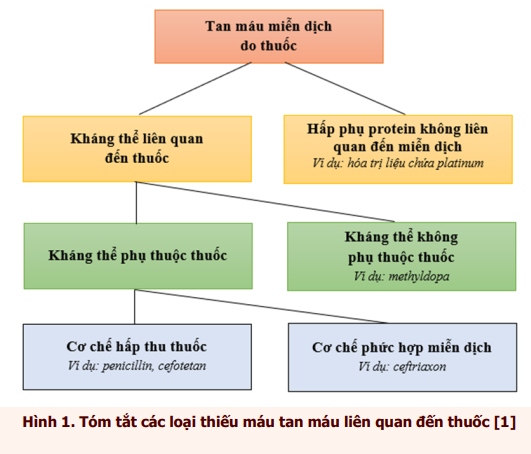 Tan máu miễn dịch
do thuốc
Kháng thể liên quan
đến thuốc
Hấp phụ protein không liên
quan đến miễn dịch
Ví dụ: hóa trị liệu chứa platinum
Kháng thể phụ thuộc thuốc
Kháng thể không
phụ thuộc thuốc
Ví dụ: methyldopa
Cơ chế hấp thu thuốc
Ví dụ: penicillin, cefotetan
Cơ chế phức hợp miễn dịch
Ví dụ: ceftriaxon
Hình 1. Tóm tắt các loại thiếu máu tan máu liên quan đến thuốc [1]